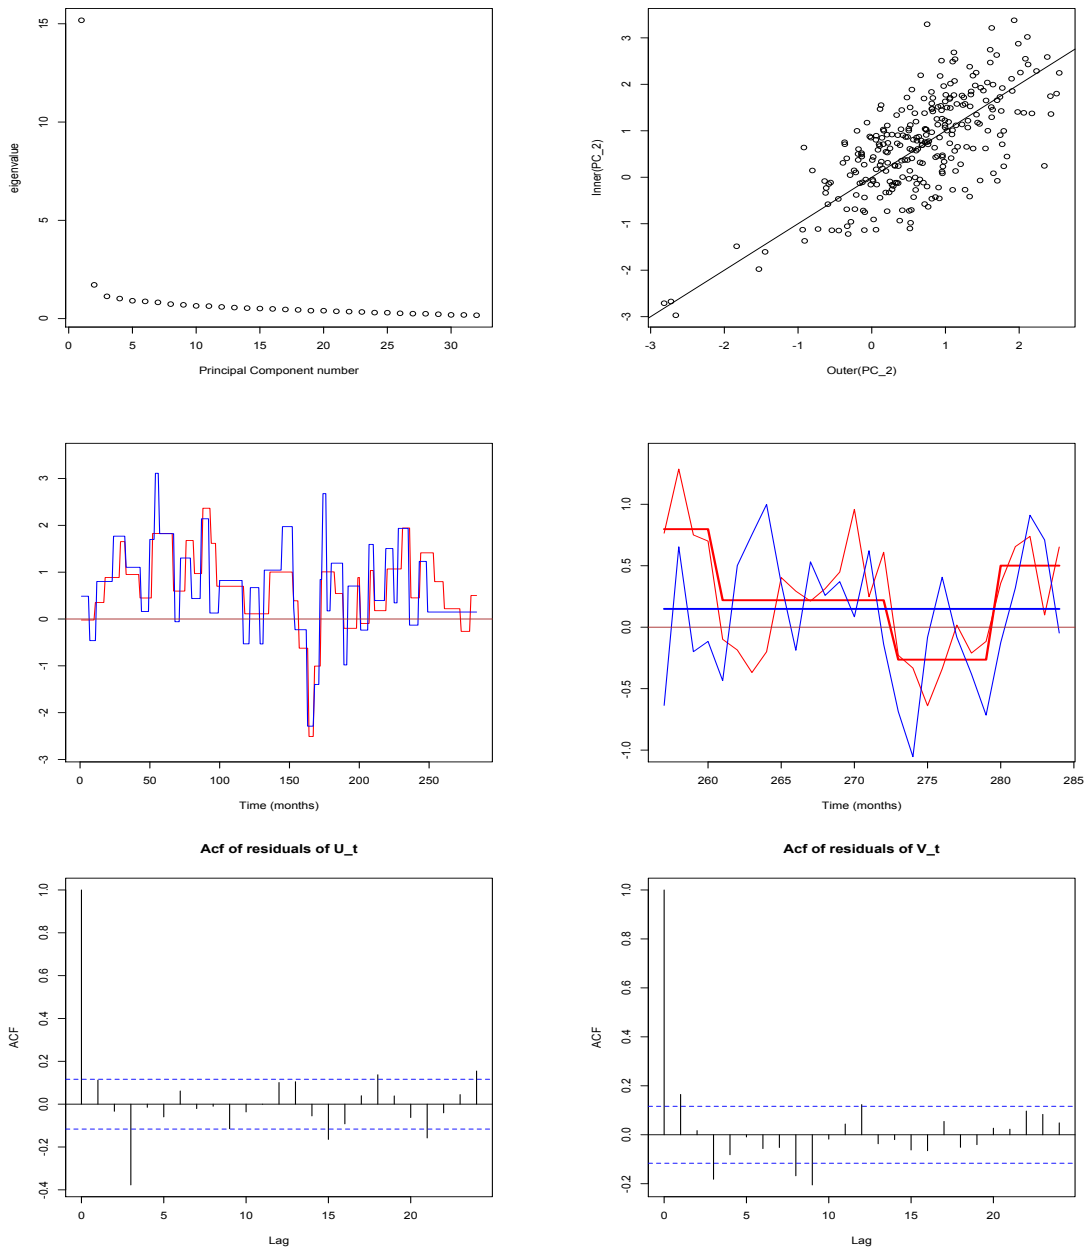 15
10
5
0
eigenvalue
0 5 10 15 20 25 30
Principal Component number
3
2
1
0
-1
-2
-3
Inner(PC_2)
-3 -2 -1 0 1 2
Outer(PC_2)
3
2
1
0
-1
-2
-3
0 50 100 150 200 250
Time (months)
1.0
0.5
0.0
-0.5
-1.0
260 265 270 275 280 285
Time (months)
Acf of residuals of U_t
1.0
0.8
0.6
0.4
0.2
0.0
-0.2
-0.4
ACF
0 5 10 15 20
Lag
Acf of residuals of V_t
1.0
0.8
0.6
0.4
0.2
0.0
-0.2
ACF
0 5 10 15 20
Lag